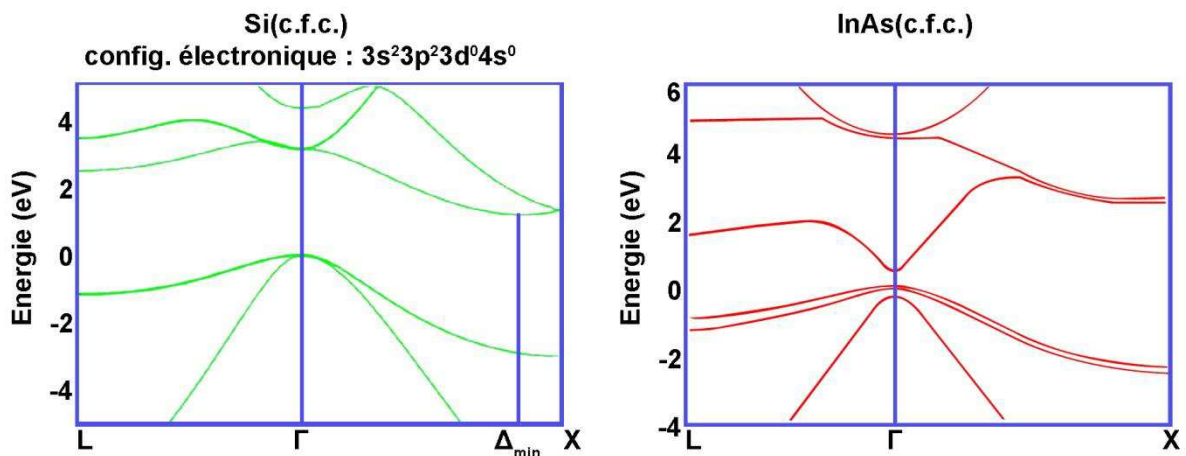 Si(c.f.c.)
config. électronique : 3s²3p²3d⁰4s⁰
Energie (eV)
4
2
0
-2
-4
L
Γ
Δmin
X
InAs(c.f.c.)
Energie (eV)
6
4
2
0
-2
-4
L
Γ
X